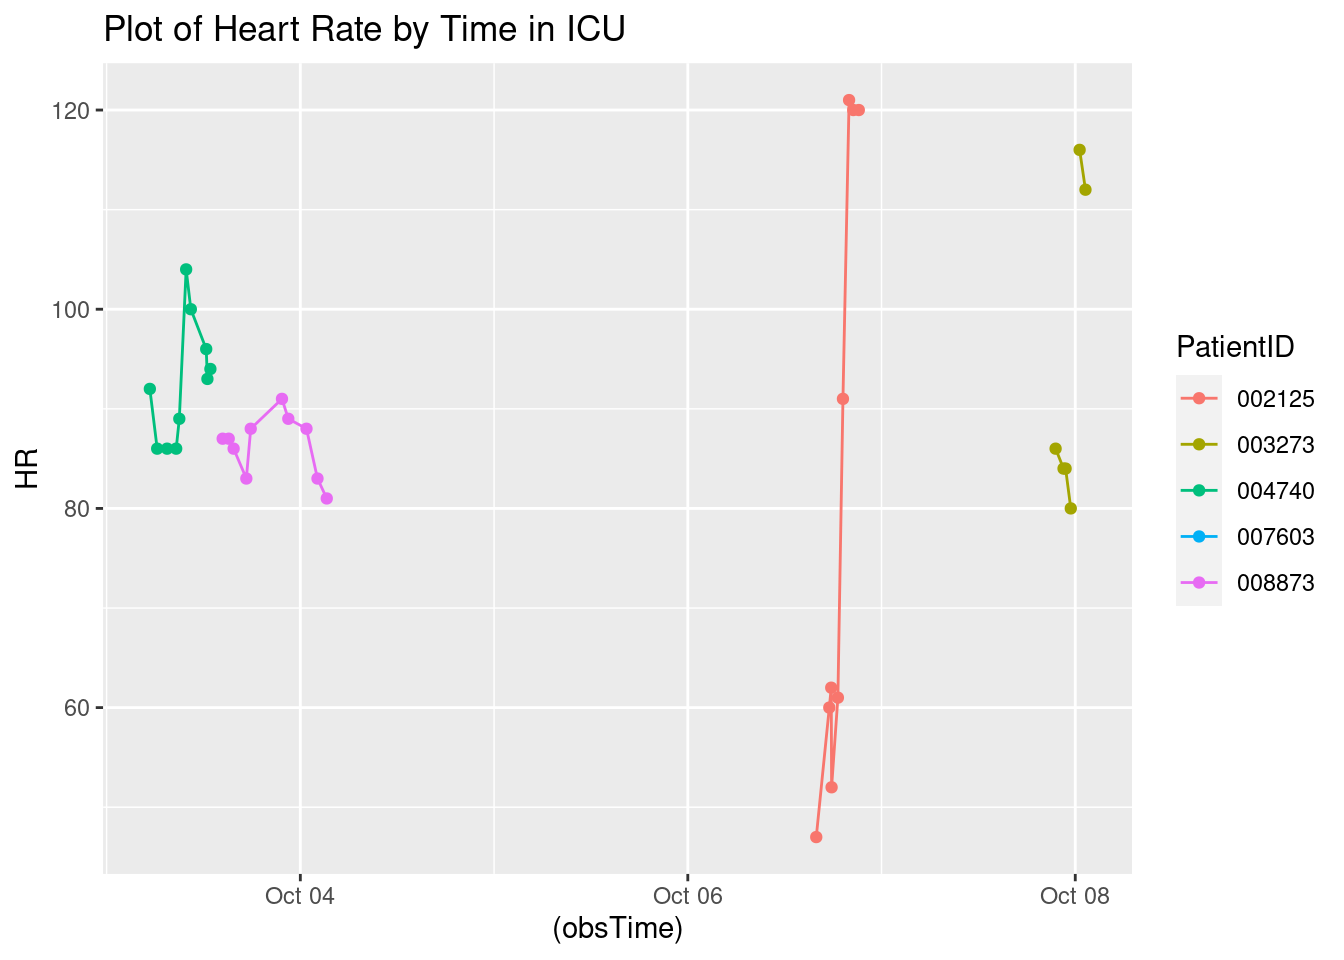 Plot of Heart Rate by Time in ICU
120
100
80
60
HR
Oct 04
Oct 06
Oct 08
(obsTime)
PatientID
002125
003273
004740
007603
008873